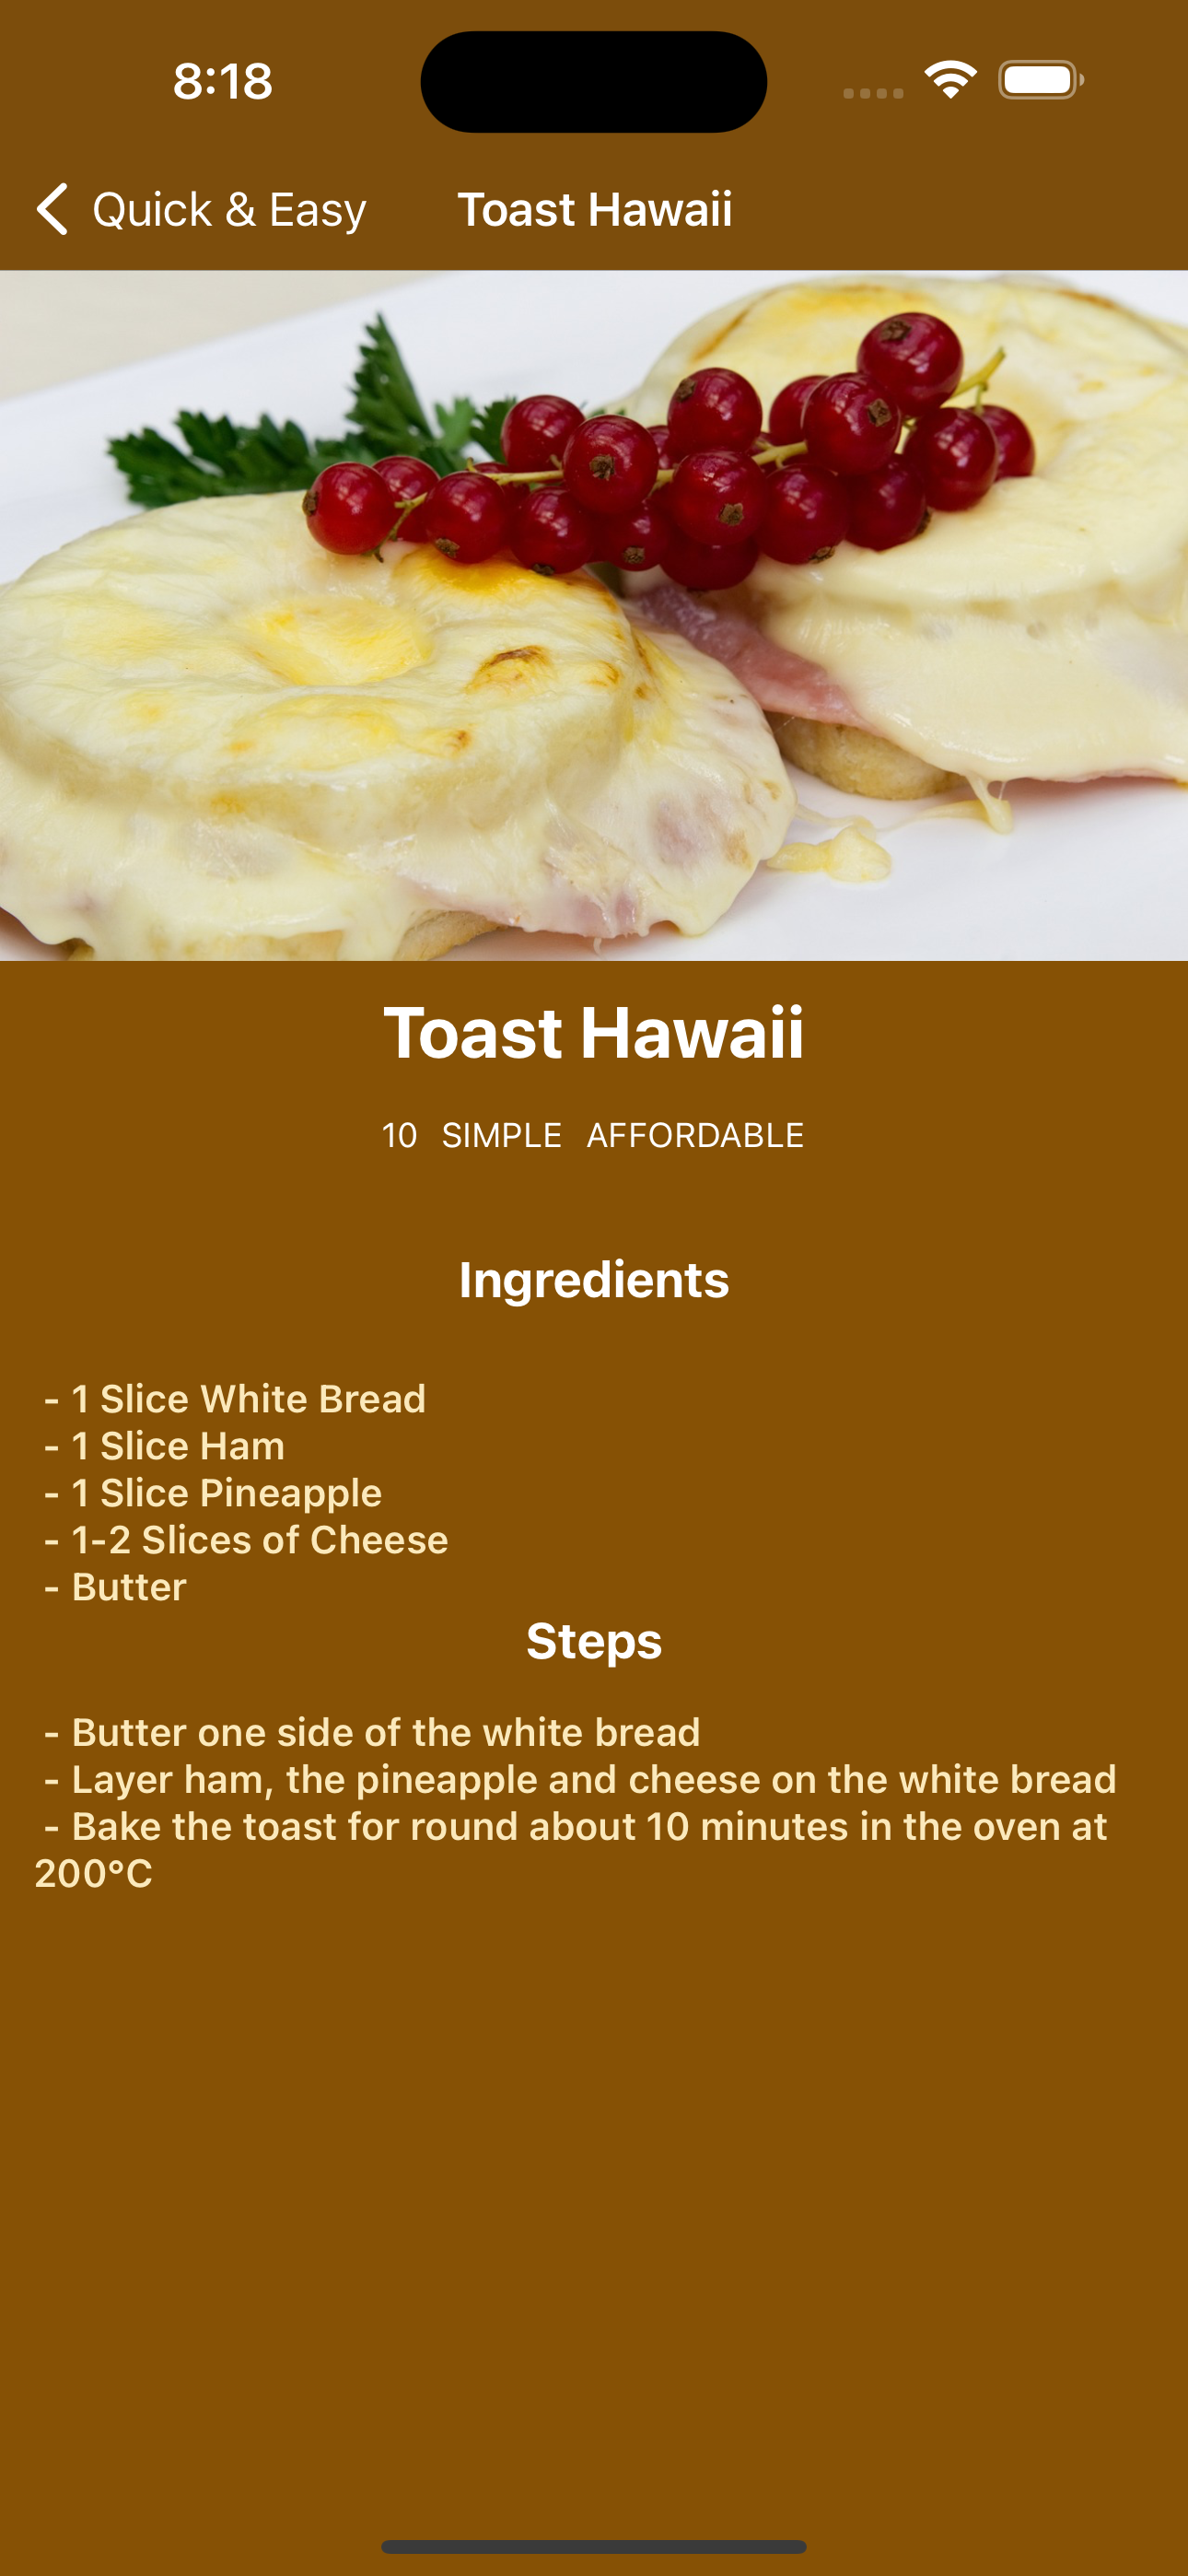 8:18
Quick & Easy Toast Hawaii
Toast Hawaii
10 SIMPLE AFFORDABLE
Ingredients
- 1 Slice White Bread
- 1 Slice Ham
- 1 Slice Pineapple
- 1-2 Slices of Cheese
- Butter
Steps
- Butter one side of the white bread
- Layer ham, the pineapple and cheese on the white bread
- Bake the toast for round about 10 minutes in the oven at
200°C